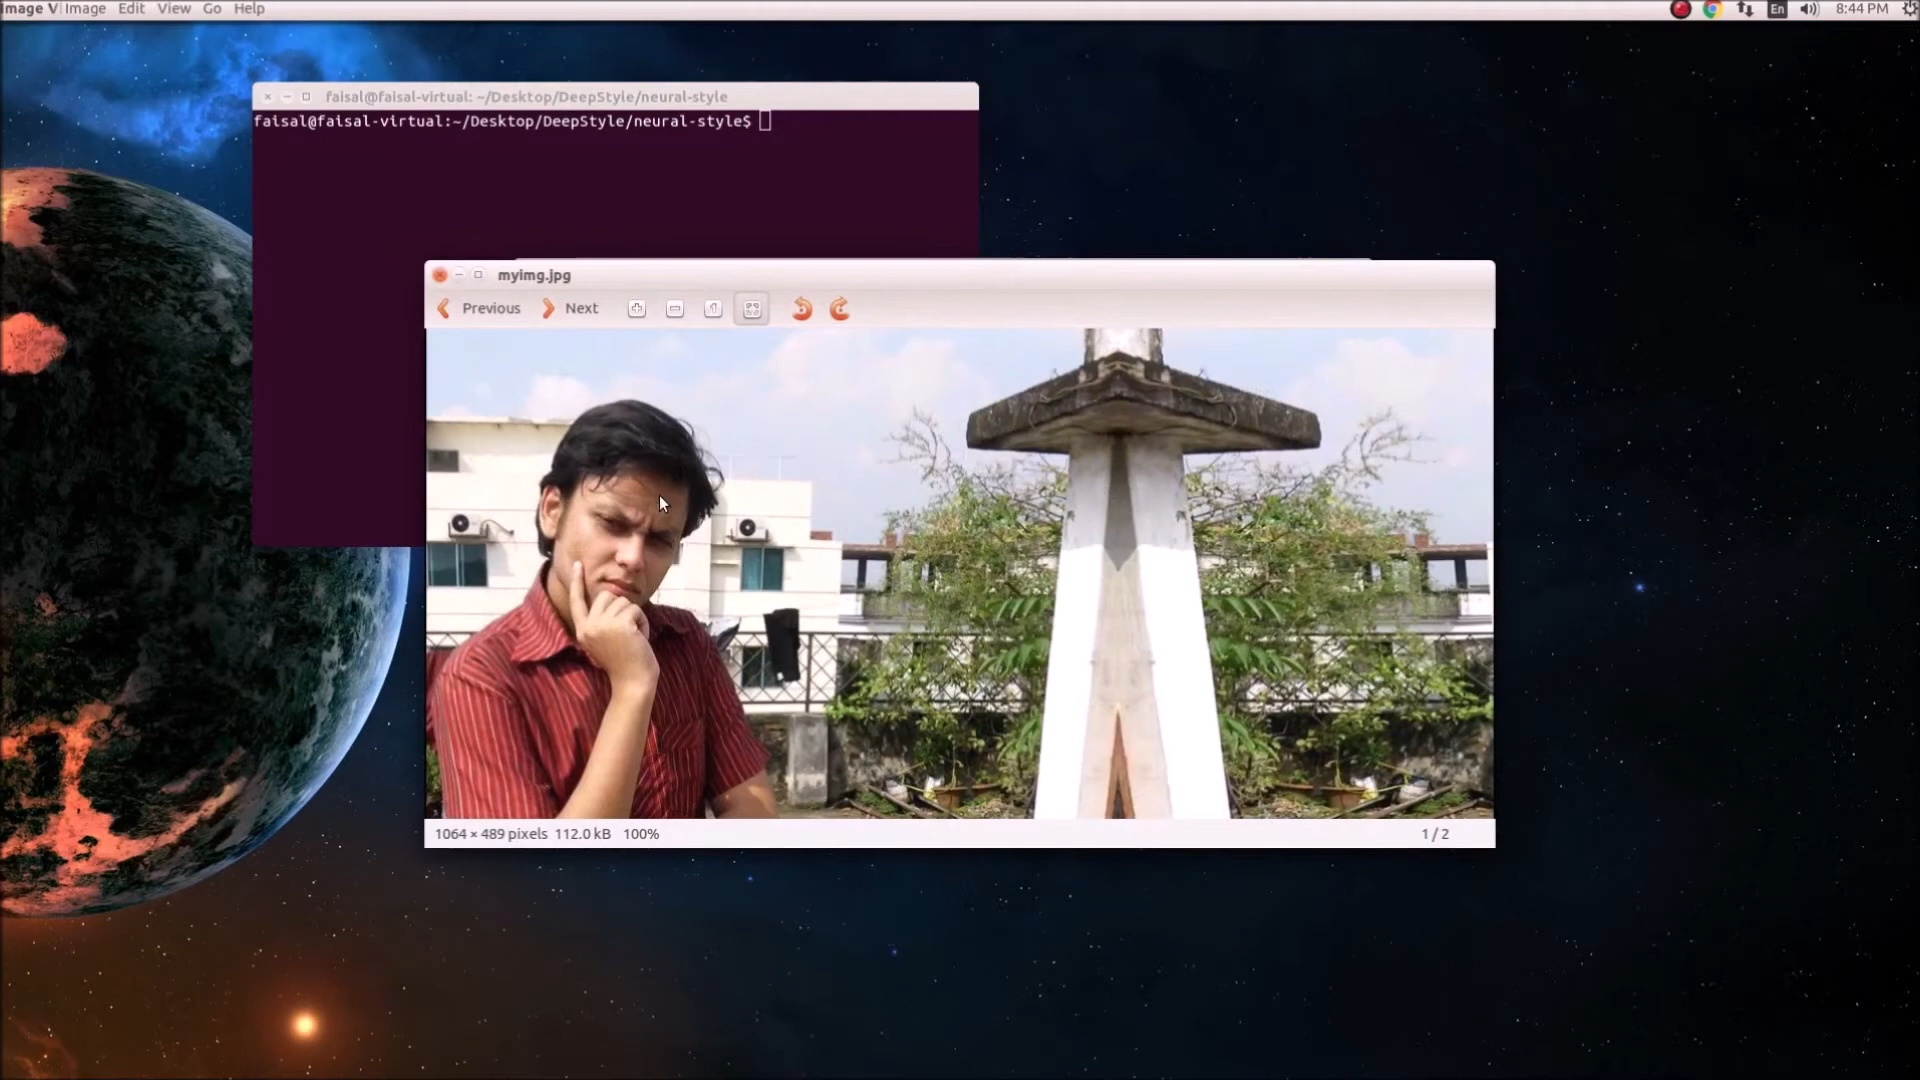 Image V Image Edit View Go Help
En 8:44 PM
faisal@faisal-virtual: ~/Desktop/DeepStyle/neural-style
faisal@faisal-virtual:~/Desktop/DeepStyle/neural-style$
myimg.jpg
Previous Next
1064 × 489 pixels 112.0 kB 100%
1 / 2